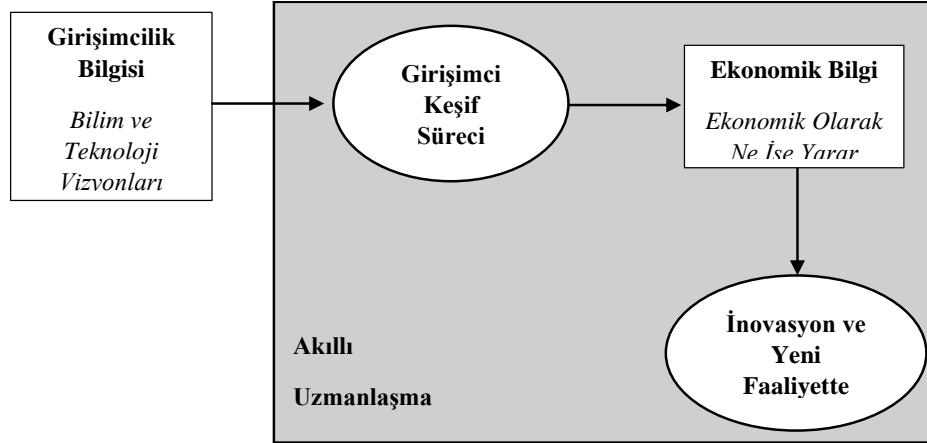 Girişimcilik
Bilgisi
Bilim ve
Teknoloji
Vizyonları
Girişimci
Keşif
Süreci
Ekonomik Bilgi
Ekonomik Olarak
Ne İşe Yarar
İnovasyon ve
Yeni
Faaliyette
Akıllı
Uzmanlaşma